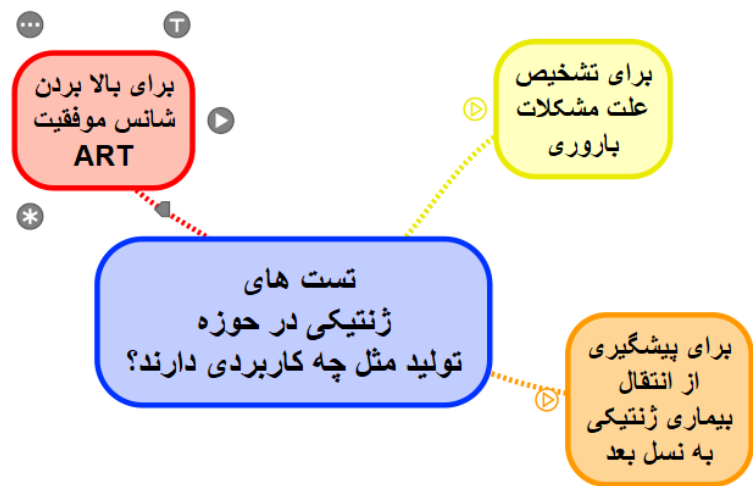 برای بالا بردن
شانس موفقیت
ART
برای تشخیص
علت مشکلات
باروری
تست های
ژنتیکی در حوزه
تولید مثل چه کاربردی دارند؟
برای پیشگیری
از انتقال
بیماری ژنتیکی
به نسل بعد